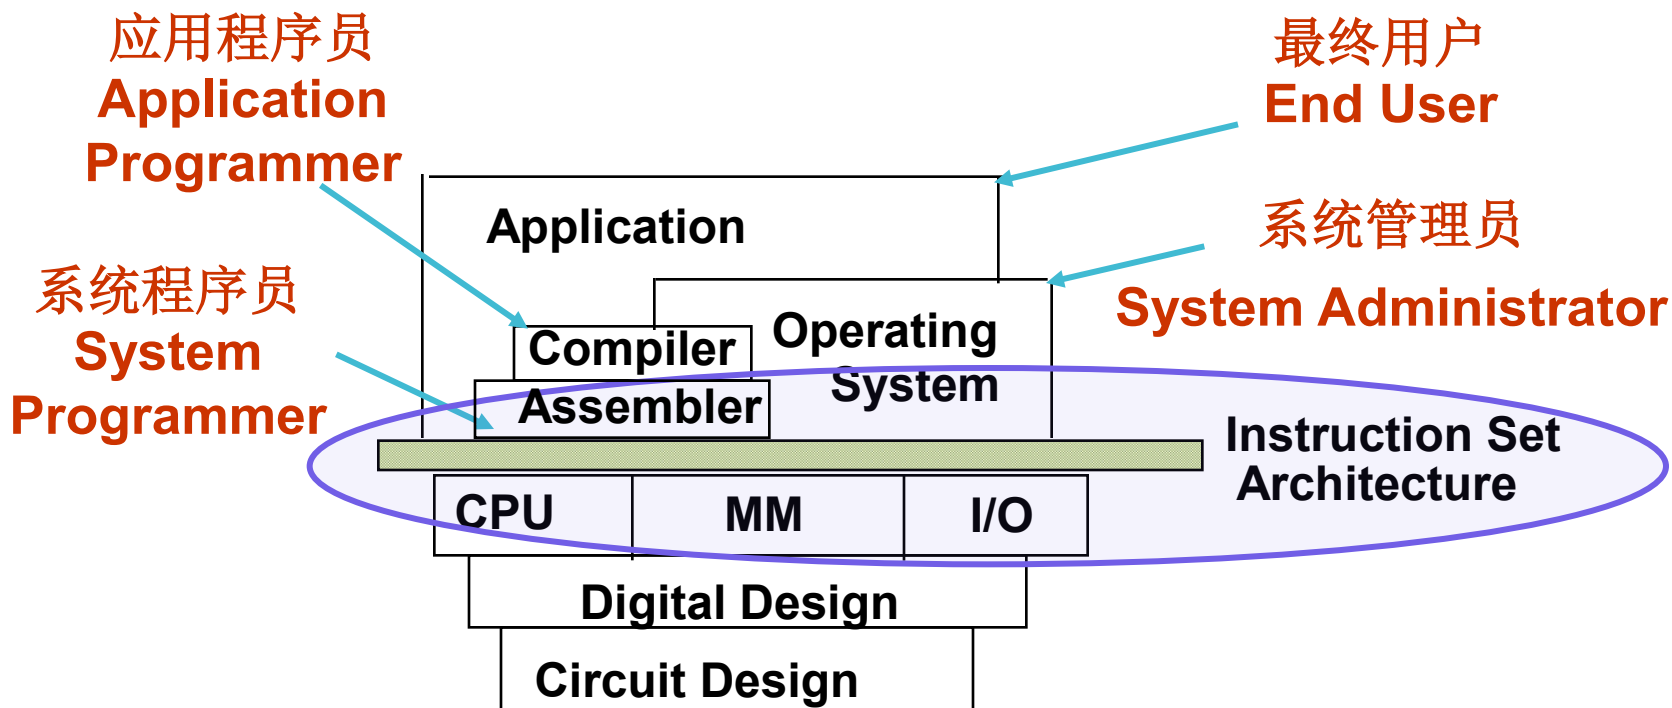 应用程序员
Application
Programmer
最终用户
End User
Application
系统管理员
System Administrator
系统程序员
System
Programmer
Compiler
Operating
System
Assembler
Instruction Set
Architecture
CPU
MM
I/O
Digital Design
Circuit Design